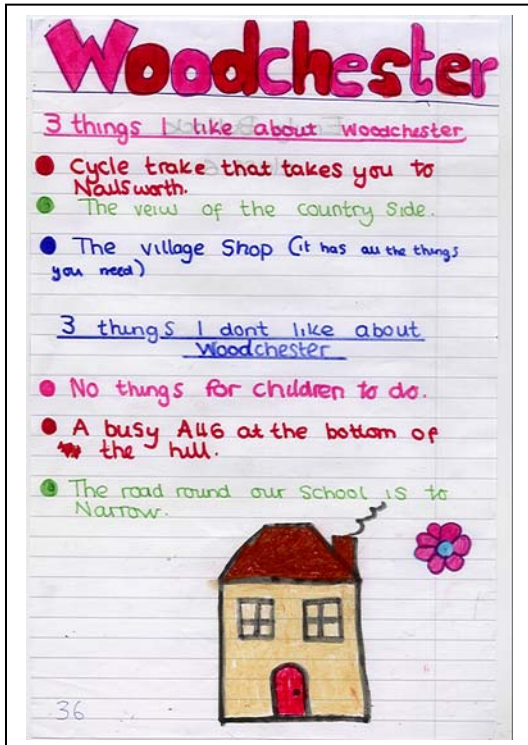 Woodchester
3 things I like about Woodchester
Cycle trake that takes you to
Nailsworth.
The veiw of the country Side.
The village Shop (it has all the things
you need)
3 things I dont like about
Woodchester
No things for children to do.
A busy A46 at the bottom of
the hill.
The road round our School is to
Narrow.
36